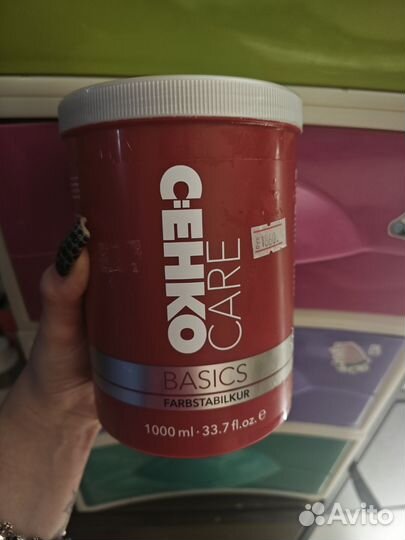 C:EHKO
CARE
BASICS
FARBSTABILKUR
1000 ml · 33.7 fl.oz. e
Avito